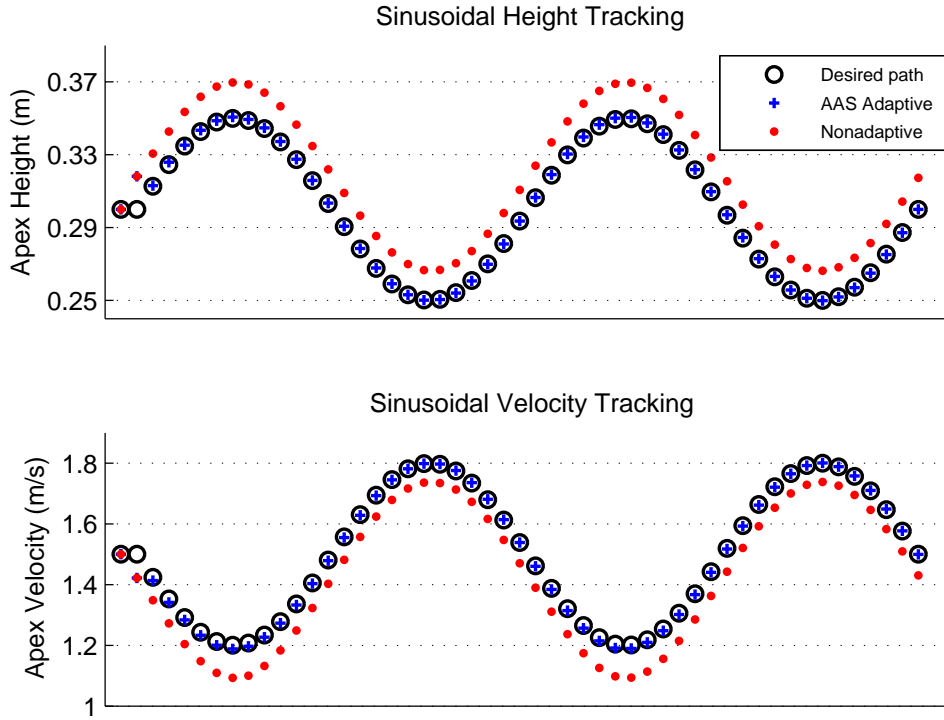 Sinusoidal Height Tracking
Apex Height (m)
0.37
0.33
0.29
0.25
Desired path
AAS Adaptive
Nonadaptive
Sinusoidal Velocity Tracking
Apex Velocity (m/s)
1.8
1.6
1.4
1.2
1